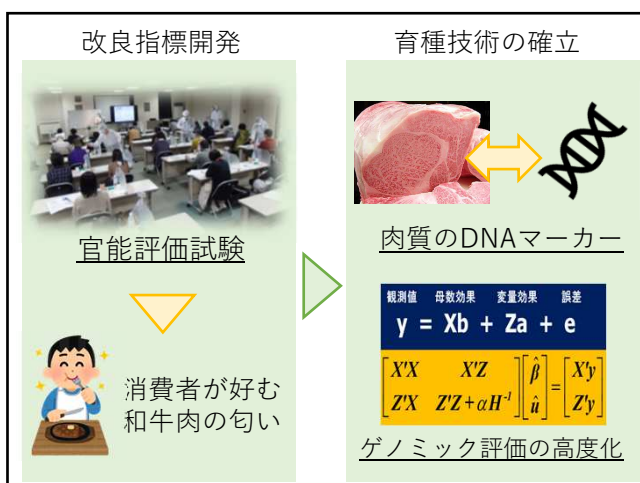 改良指標開発
官能評価試験
消費者が好む
和牛肉の匂い
育種技術の確立
肉質のDNAマーカー
観測値 母数効果 変量効果 誤差
y = Xb + Za + e
[X'X X'Z
Z'X Z'Z+αH⁻¹][β̂
û]=[X'y
Z'y]
ゲノミック評価の高度化